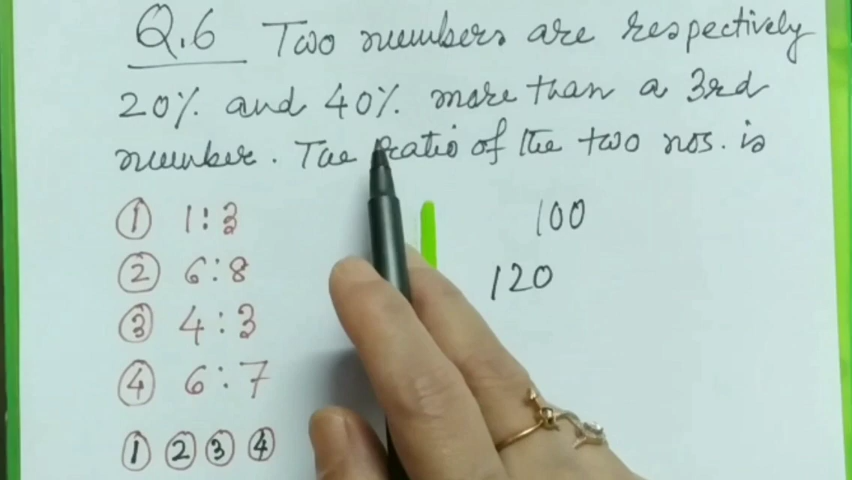 Q.6 Two numbers are respectively
20% and 40% more than a 3rd
number. The ratio of the two nos. is
① 1:3 100
② 6:8 120
③ 4:3
④ 6:7
① ② ③ ④